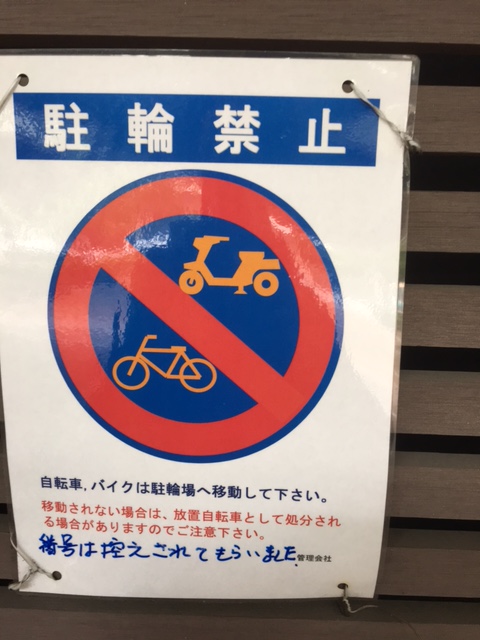 駐輪禁止
自転車,バイクは駐輪場へ移動して下さい。
移動されない場合は、放置自転車として処分され
る場合がありますのでご注意下さい。
番号は控えされてもらいました。
管理会社